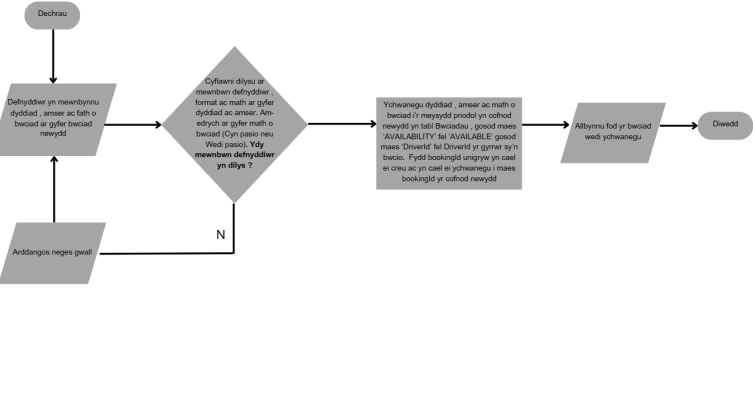 Dechrau
Defnyddiwr yn mewnbynnu
dyddiad , amser ac fath o
bwciad ar gyfer bwciad
newydd
Cyflawni dilysu ar
mewnbwn defnyddiwr ,
format ac math ar gyfer
dyddiad ac amser. Am-
edrych ar gyfer math o
bwciad (Cyn pasio neu
Wedi pasio). Ydy
mewnbwn defnyddiwr
yn dilys ?
Ychwanegu dyddiad , amser ac math o
bwciad i'r meysydd priodol yn cofnod
newydd yn tabl Bwciadau , gosod maes
'AVAILABILITY' fel 'AVAILABLE' gosod
maes 'DriverId' fel DriverId yr gyrrwr sy'n
bwcio. Fydd bookingId unigryw yn cael
ei creu ac yn cael ei ychwanegu i maes
bookingId yr cofnod newydd
Allbynnu fod yr bwciad
wedi ychwanegu
Diwedd
N
Arddangos neges gwall